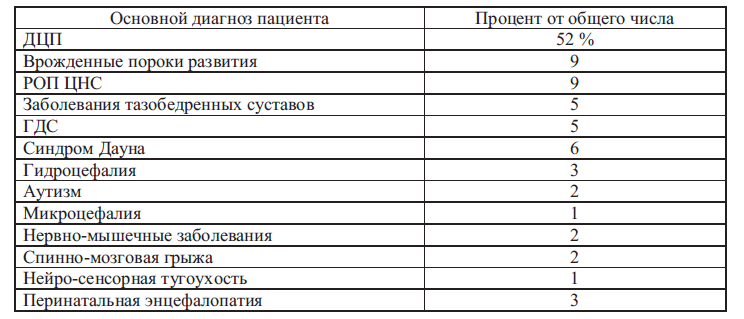 Основной диагноз пациента Процент от общего числа
ДЦП 52 %
Врожденные пороки развития 9
РОП ЦНС 9
Заболевания тазобедренных суставов 5
ГДС 5
Синдром Дауна 6
Гидроцефалия 3
Аутизм 2
Микроцефалия 1
Нервно-мышечные заболевания 2
Спинно-мозговая грыжа 2
Нейро-сенсорная тугоухость 1
Перинатальная энцефалопатия 3